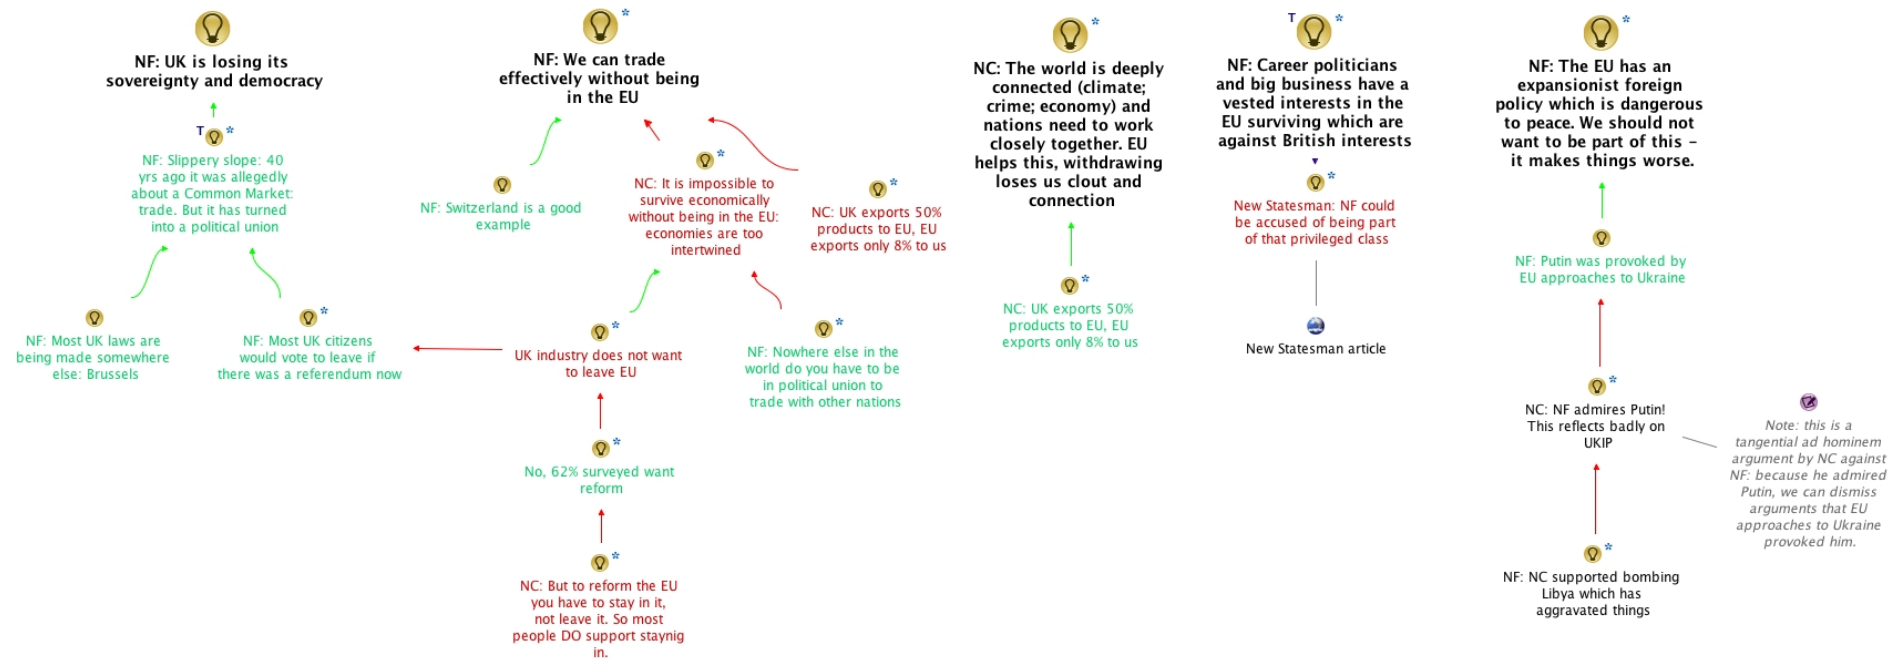 NF: UK is losing its
sovereignty and democracy
T
NF: Slippery slope: 40
yrs ago it was allegedly
about a Common Market:
trade. But it has turned
into a political union
NF: Most UK laws are
being made somewhere
else: Brussels
NF: Most UK citizens
would vote to leave if
there was a referendum now
NF: We can trade
effectively without being
in the EU
NF: Switzerland is a good
example
NC: It is impossible to
survive economically
without being in the EU:
economies are too
intertwined
NC: UK exports 50%
products to EU, EU
exports only 8% to us
UK industry does not want
to leave EU
NF: Nowhere else in the
world do you have to be
in political union to
trade with other nations
No, 62% surveyed want
reform
NC: But to reform the EU
you have to stay in it,
not leave it. So most
people DO support staynig
in.
NC: The world is deeply
connected (climate;
crime; economy) and
nations need to work
closely together. EU
helps this, withdrawing
loses us clout and
connection
NC: UK exports 50%
products to EU, EU
exports only 8% to us
T
NF: Career politicians
and big business have a
vested interests in the
EU surviving which are
against British interests
New Statesman: NF could
be accused of being part
of that privileged class
New Statesman article
NF: The EU has an
expansionist foreign
policy which is dangerous
to peace. We should not
want to be part of this –
it makes things worse.
NF: Putin was provoked by
EU approaches to Ukraine
NC: NF admires Putin!
This reflects badly on
UKIP
Note: this is a
tangential ad hominem
argument by NC against
NF: because he admired
Putin, we can dismiss
arguments that EU
approaches to Ukraine
provoked him.
NF: NC supported bombing
Libya which has
aggravated things